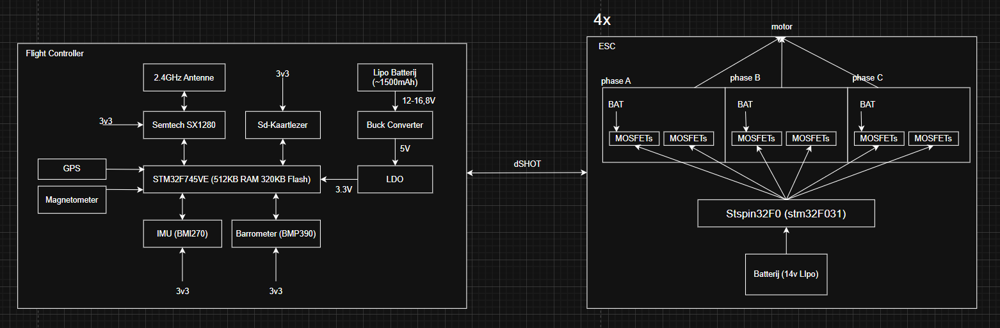 4x
motor
Flight Controller
ESC
2.4GHz Antenne
3v3
Lipo Batterij
(~1500mAh)
phase A
phase B
phase C
12-16,8V
BAT
BAT
BAT
3v3
Semtech SX1280
Sd-Kaartlezer
Buck Converter
MOSFETs
MOSFETs
MOSFETs
MOSFETs
MOSFETs
MOSFETs
5V
dSHOT
GPS
STM32F745VE (512KB RAM 320KB Flash)
3.3V
LDO
Magnetometer
Stspin32F0 (stm32F031)
IMU (BMI270)
Barrometer (BMP390)
Batterij (14v LIpo)
3v3
3v3